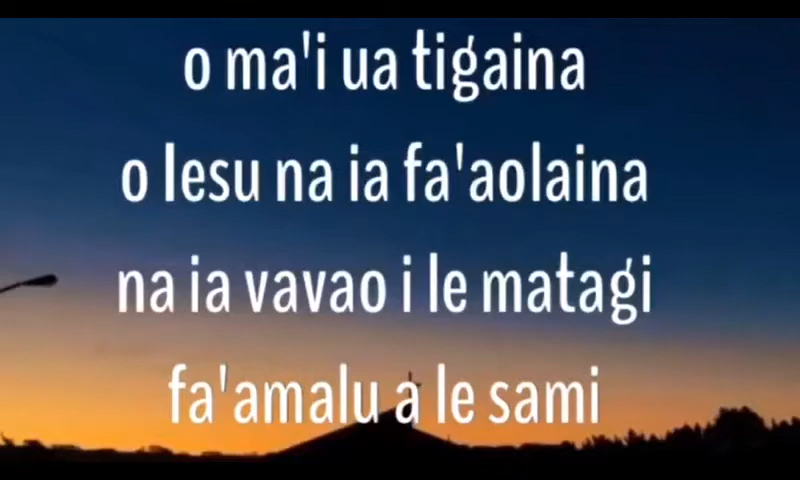 o ma'i ua tigaina
o Iesu na ia fa'aolaina
na ia vavao i le matagi
fa'amalu a le sami